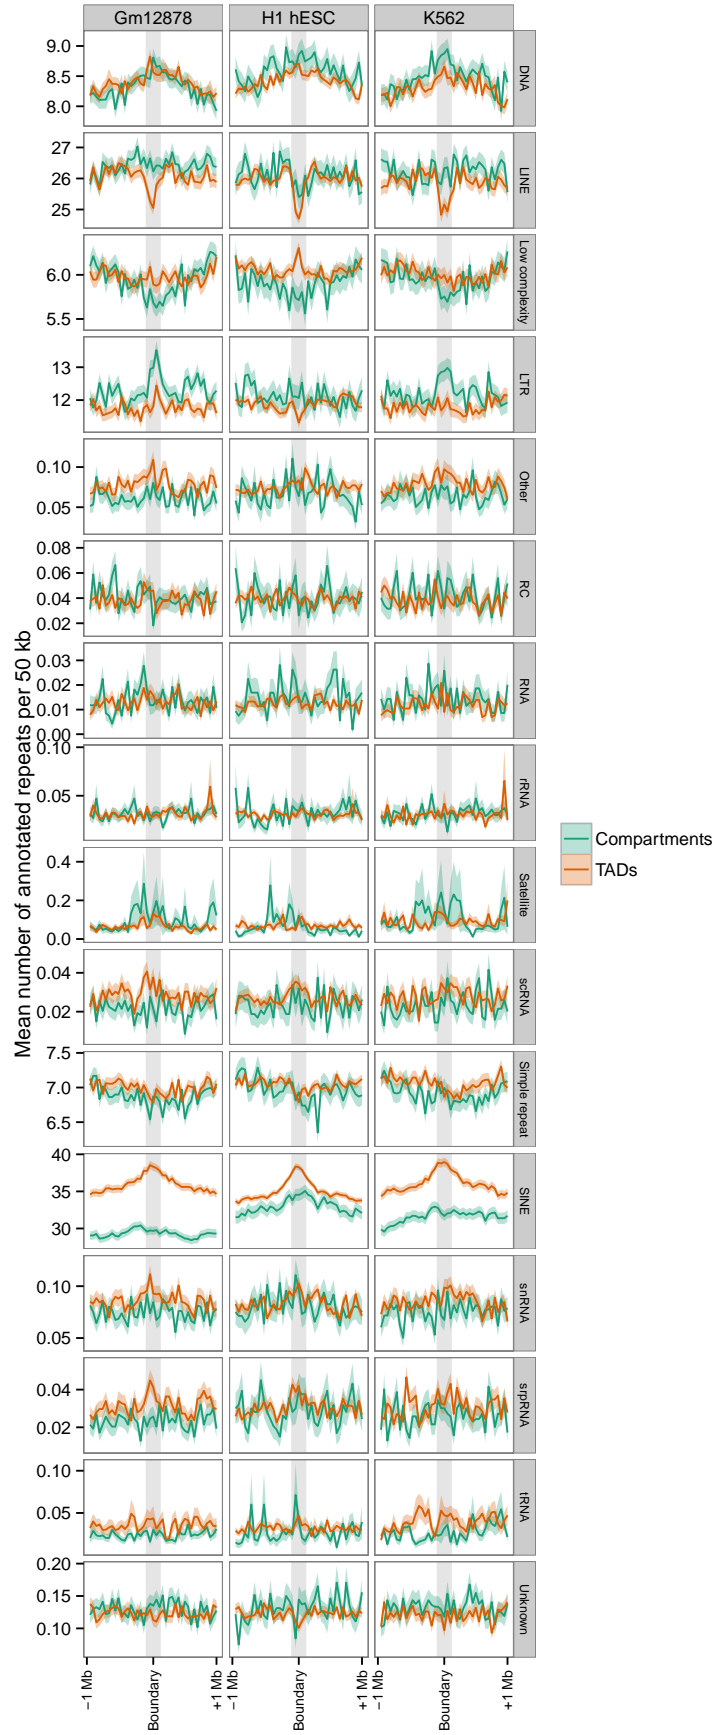 Gm12878 H1 hESC K562
9.0
8.5
8.0
DNA
27
26
25
LINE
6.0
5.5
Low complexity
13
12
LTR
0.10
0.05
Other
0.08
0.06
0.04
0.02
RC
0.03
0.02
0.01
0.00
RNA
0.10
0.05
rRNA
0.4
0.2
0.0
Satellite
0.04
0.02
scRNA
7.5
7.0
6.5
Simple repeat
40
35
30
SINE
0.10
0.05
snRNA
0.04
0.02
srpRNA
0.10
0.05
tRNA
0.20
0.15
0.10
Unknown
Mean number of annotated repeats per 50 kb
−1 Mb Boundary +1 Mb −1 Mb Boundary +1 Mb −1 Mb Boundary +1 Mb
Compartments
TADs